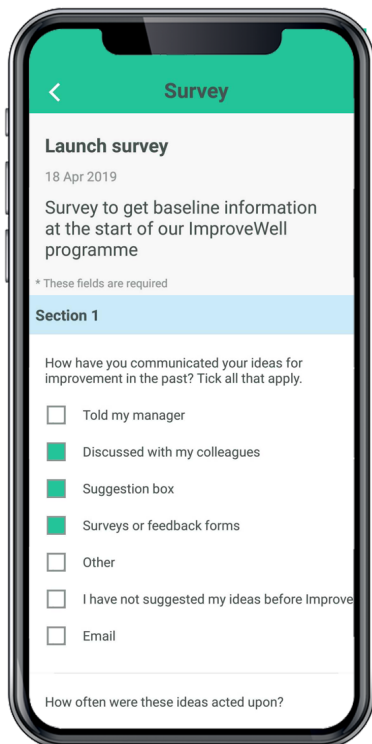 Survey
Launch survey
18 Apr 2019
Survey to get baseline information
at the start of our ImproveWell
programme
* These fields are required
Section 1
How have you communicated your ideas for
improvement in the past? Tick all that apply.
Told my manager
Discussed with my colleagues
Suggestion box
Surveys or feedback forms
Other
I have not suggested my ideas before Improve
Email
How often were these ideas acted upon?